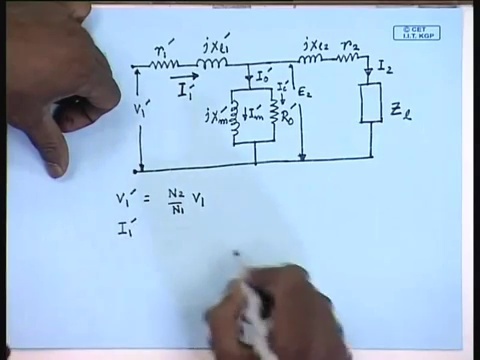 © CET
I.I.T. KGP
r₁′ jxₗ₁′ jxₗ₂ r₂
I₁′ I₀′ I₂
V₁′ jxₘ′ Iₘ′ Iᵢ′ R₀′ E₂ Zₗ
V₁′ = N₂/N₁ V₁
I₁′